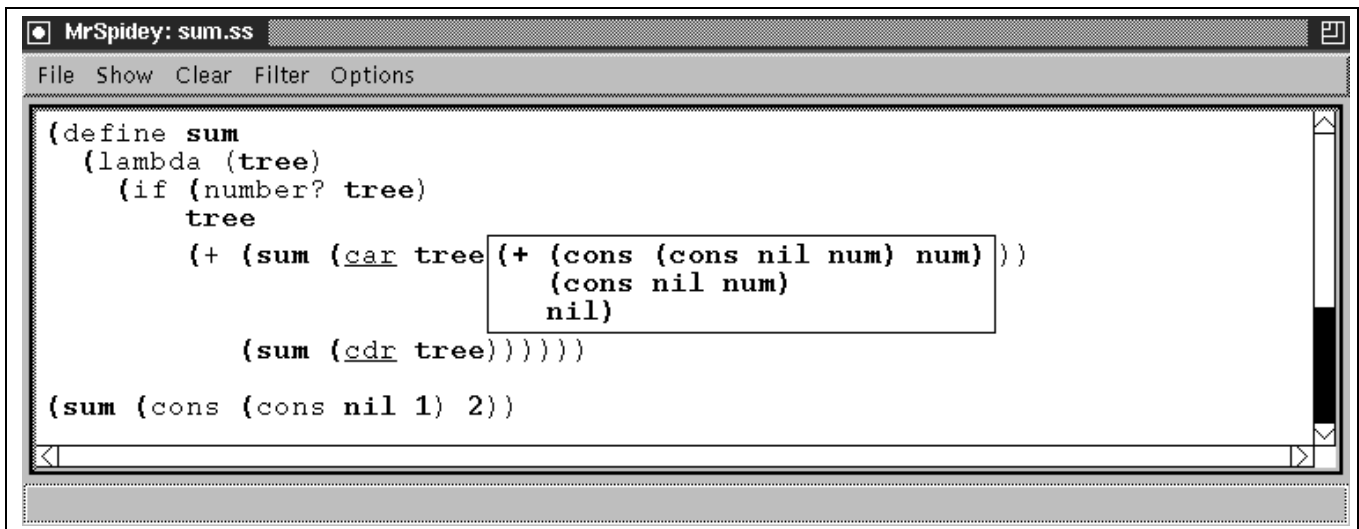 MrSpidey: sum.ss
File Show Clear Filter Options
(define sum
(lambda (tree)
(if (number? tree)
tree
(+ (sum (car tree (+ (cons (cons nil num) num) ))
(cons nil num)
nil)
(sum (cdr tree))))))
(sum (cons (cons nil 1) 2))